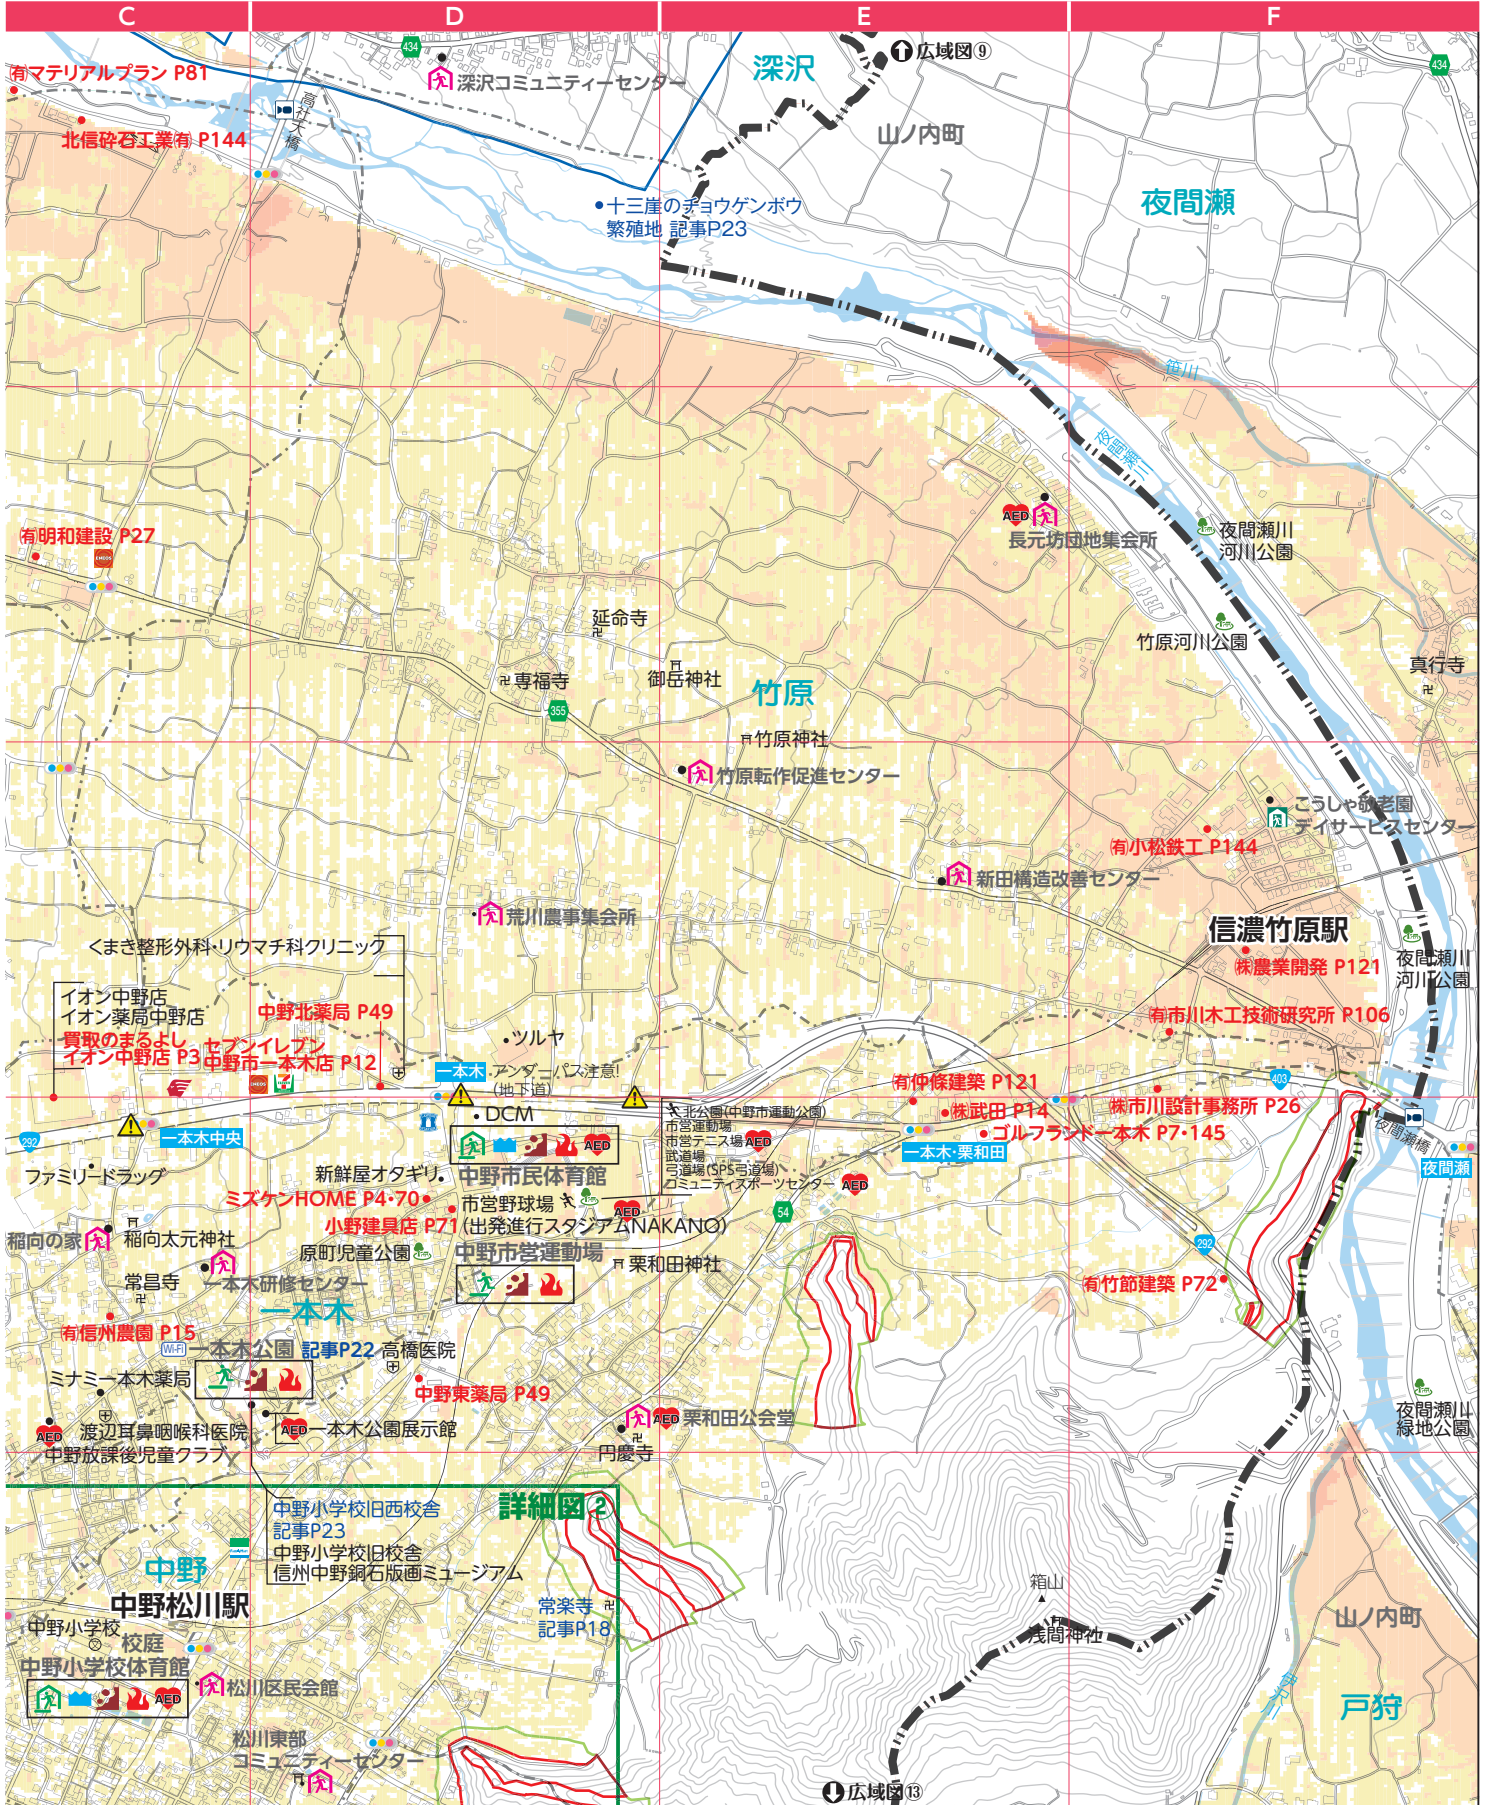 C
D
E
F
434
広域図⑨
深沢
434
㈲マテリアルプラン P81
深沢コミュニティーセンター
高社大橋
北信砕石工業㈲ P144
山ノ内町
夜間瀬
十三崖のチョウゲンボウ
繁殖地 記事P23
笹川
夜間瀬川
㈲明和建設 P27
ENEOS
AED
長元坊団地集会所
夜間瀬川
河川公園
延命寺
竹原河川公園
真行寺
専福寺
御岳神社
竹原
355
竹原神社
竹原転作促進センター
こうしゃ敬老園
デイサービスセンター
㈲小松鉄工 P144
新田構造改善センター
荒川農事集会所
信濃竹原駅
㈱農業開発 P121
夜間瀬川
河川公園
くまき整形外科・リウマチ科クリニック
イオン中野店
イオン薬局中野店
買取のまるよし
イオン中野店 P3
中野北薬局 P49
セブンイレブン
中野市一本木店 P12
ENEOS
ツルヤ
㈲市川木工技術研究所 P106
一本木
アンダーパス注意!
(地下道)
㈲仲條建築 P121
403
㈱武田 P14
㈱市川設計事務所 P26
DCM
北公園(中野市運動公園)
市営運動場
市営テニス場
AED
武道場
弓道場(SPS弓道場)
コミュニティスポーツセンター
AED
ゴルフランド一本木 P7・145
一本木・栗和田
夜間瀬橋
夜間瀬
292
一本木中央
AED
中野市民体育館
ファミリードラッグ
新鮮屋オタギリ
ミズケンHOME P4・70
市営野球場
AED
小野建具店 P71
(出発進行スタジアムNAKANO)
54
稲向の家
稲向太元神社
原町児童公園
中野市営運動場
栗和田神社
292
常昌寺
一本木研修センター
一本木
㈲竹節建築 P72
㈲信州農園 P15
Wi-Fi
一本木公園
記事P22
高橋医院
ミナミ一本木薬局
中野東薬局 P49
夜間瀬川
緑地公園
AED
渡辺耳鼻咽喉科医院
中野放課後児童クラブ
AED
一本木公園展示館
AED
栗和田公会堂
円慶寺
詳細図②
中野小学校旧西校舎
記事P23
中野小学校旧校舎
信州中野銅石版画ミュージアム
中野
中野松川駅
常楽寺
記事P18
箱山
浅間神社
山ノ内町
中野小学校
校庭
中野小学校体育館
AED
松川区民会館
戸狩
松川東部
コミュニティーセンター
広域図⑬